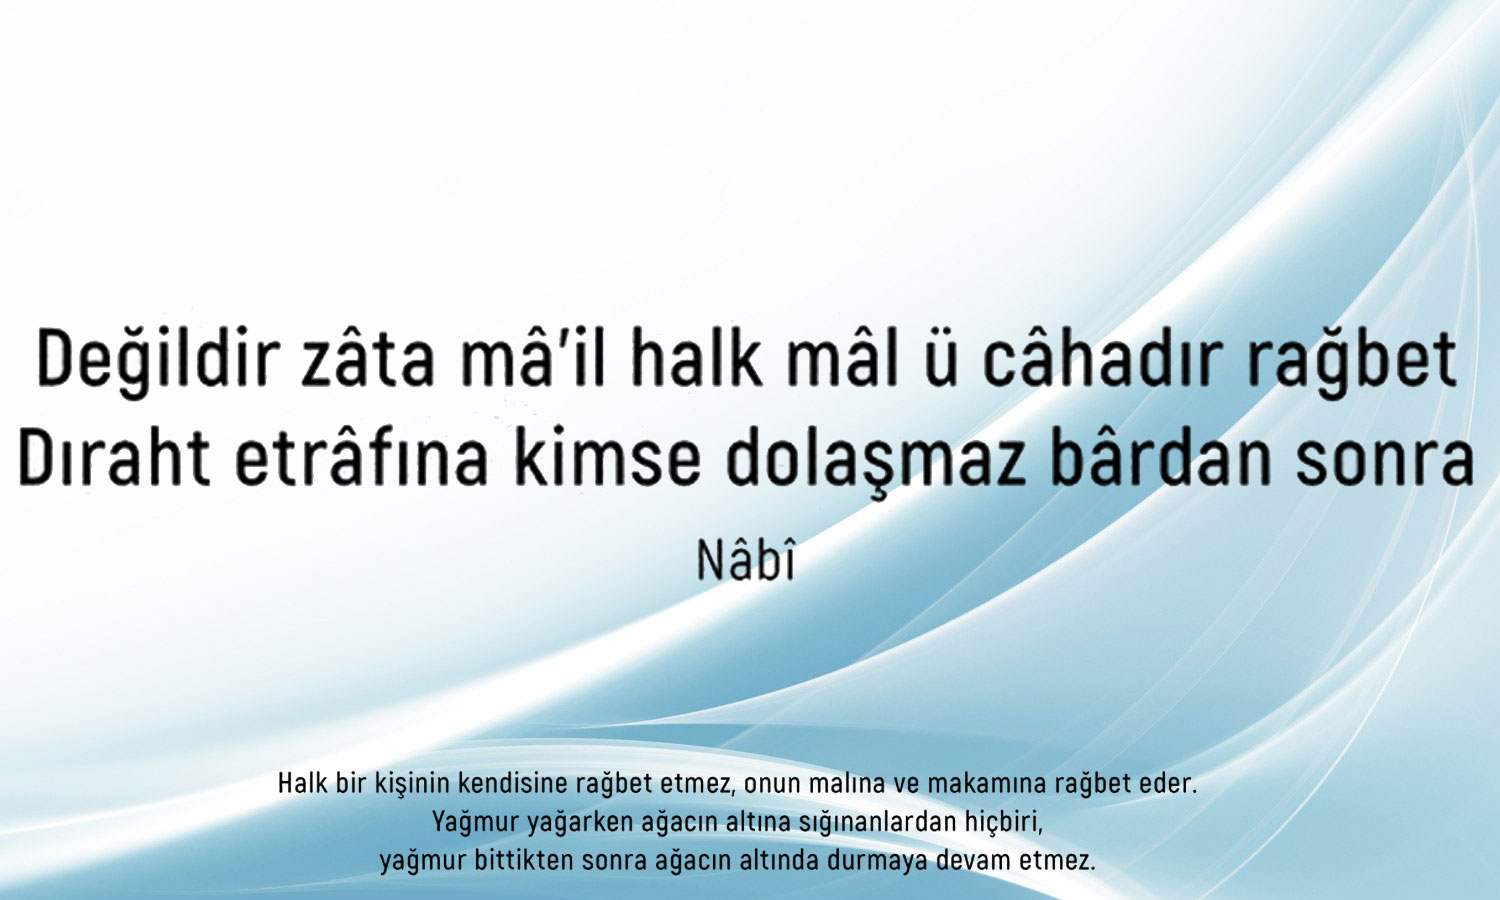 Değildir zâta mâ'il halk mâl ü câhadır rağbet
Dıraht etrâfına kimse dolaşmaz bârdan sonra
Nâbî
Halk bir kişinin kendisine rağbet etmez, onun malına ve makamına rağbet eder.
Yağmur yağarken ağacın altına sığınanlardan hiçbiri,
yağmur bittikten sonra ağacın altında durmaya devam etmez.